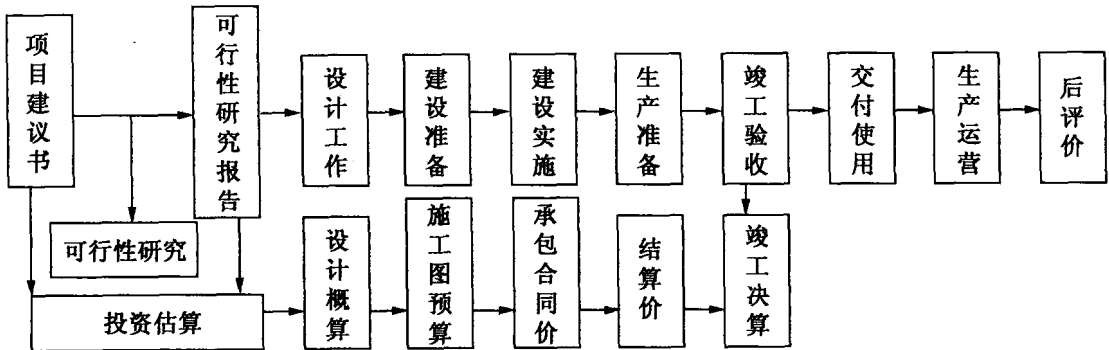 项目建议书
可行性研究报告
设计工作
建设准备
建设实施
生产准备
竣工验收
交付使用
生产运营
后评价
可行性研究
投资估算
设计概算
施工图预算
承包合同价
结算价
竣工决算